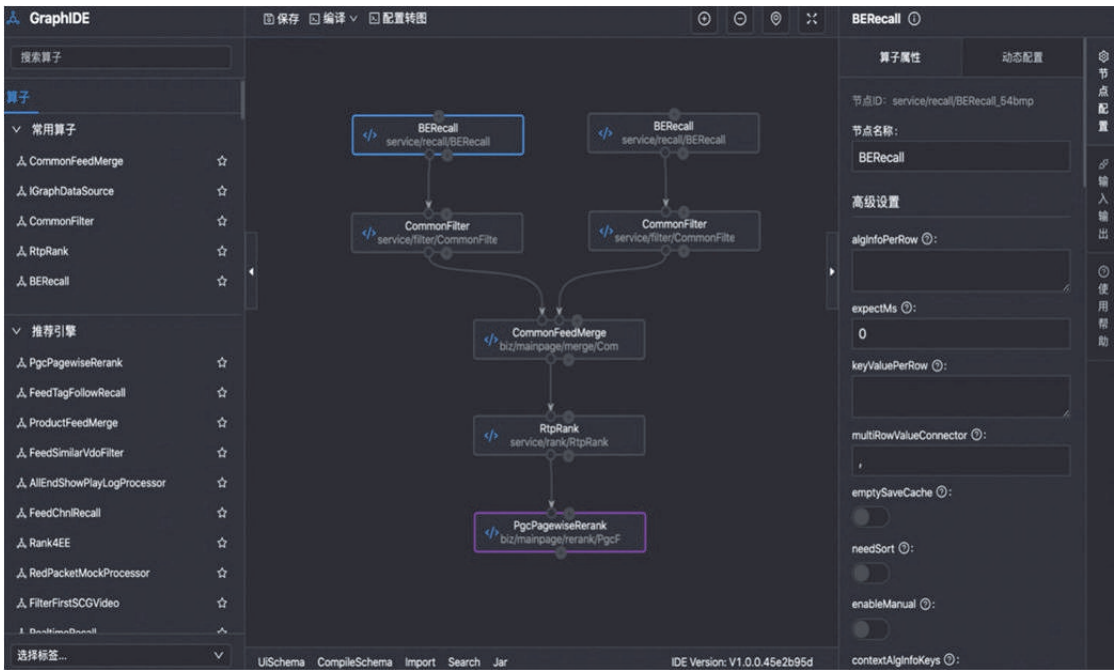 GraphIDE
保存 编译 配置转图
搜索算子
算子
常用算子
CommonFeedMerge
IGraphDataSource
CommonFilter
RtpRank
BERecall
推荐引擎
PgcPagewiseRerank
FeedTagFollowRecall
ProductFeedMerge
FeedSimilarVdoFilter
AllEndShowPlayLogProcessor
FeedChnlRecall
Rank4EE
RedPacketMockProcessor
FilterFirstSCGVideo
RealtimeRecall
选择标签...
BERecall
service/recall/BERecall
BERecall
service/recall/BERecall
CommonFilter
service/filter/CommonFilte
CommonFilter
service/filter/CommonFilte
CommonFeedMerge
biz/mainpage/merge/Com
RtpRank
service/rank/RtpRank
PgcPagewiseRerank
biz/mainpage/rerank/PgcF
UiSchema CompileSchema Import Search Jar
IDE Version: V1.0.0.45e2b95d
BERecall
算子属性 动态配置
节点ID: service/recall/BERecall_54bmp
节点名称:
BERecall
高级设置
algInfoPerRow :
expectMs :
0
keyValuePerRow :
multiRowValueConnector :
,
emptySaveCache :
needSort :
enableManual :
contextAlgInfoKeys :
节点配置
输入输出
使用帮助